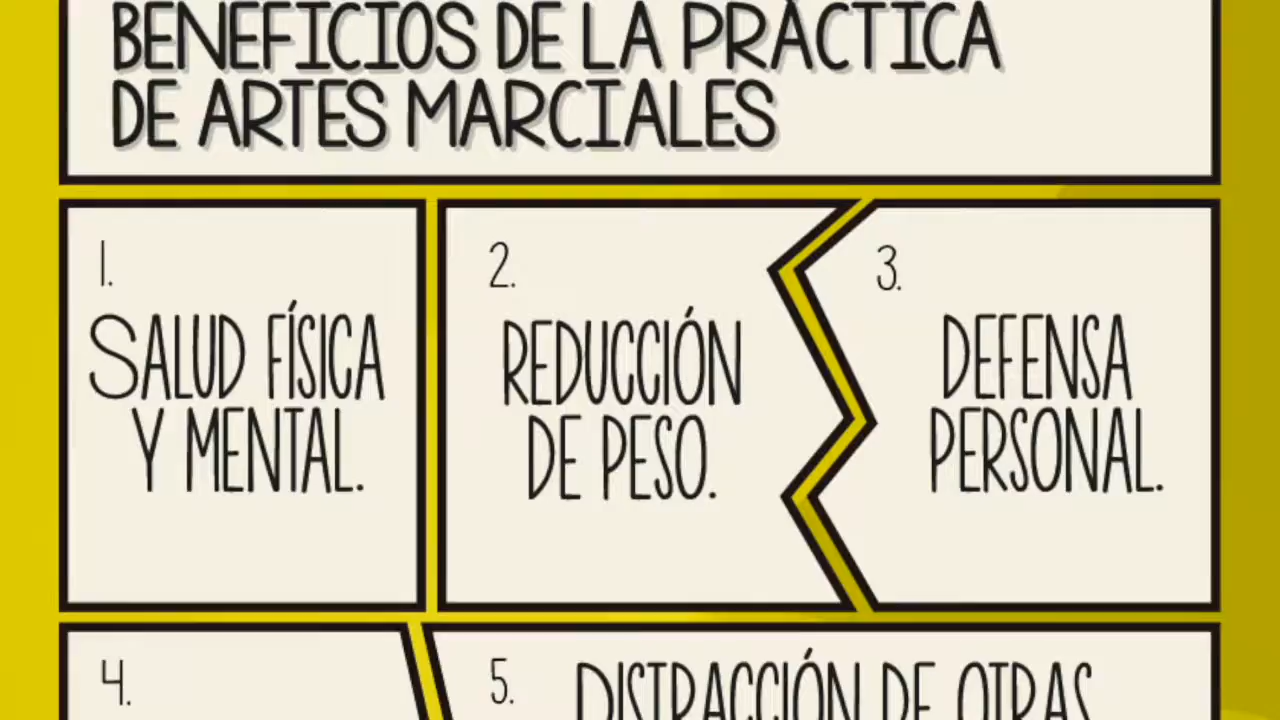 BENEFICIOS DE LA PRÁCTICA
DE ARTES MARCIALES
1.
SALUD FÍSICA
Y MENTAL.
2.
REDUCCIÓN
DE PESO.
3.
DEFENSA
PERSONAL.
4.
5.
DISTRACCIÓN DE OTRAS